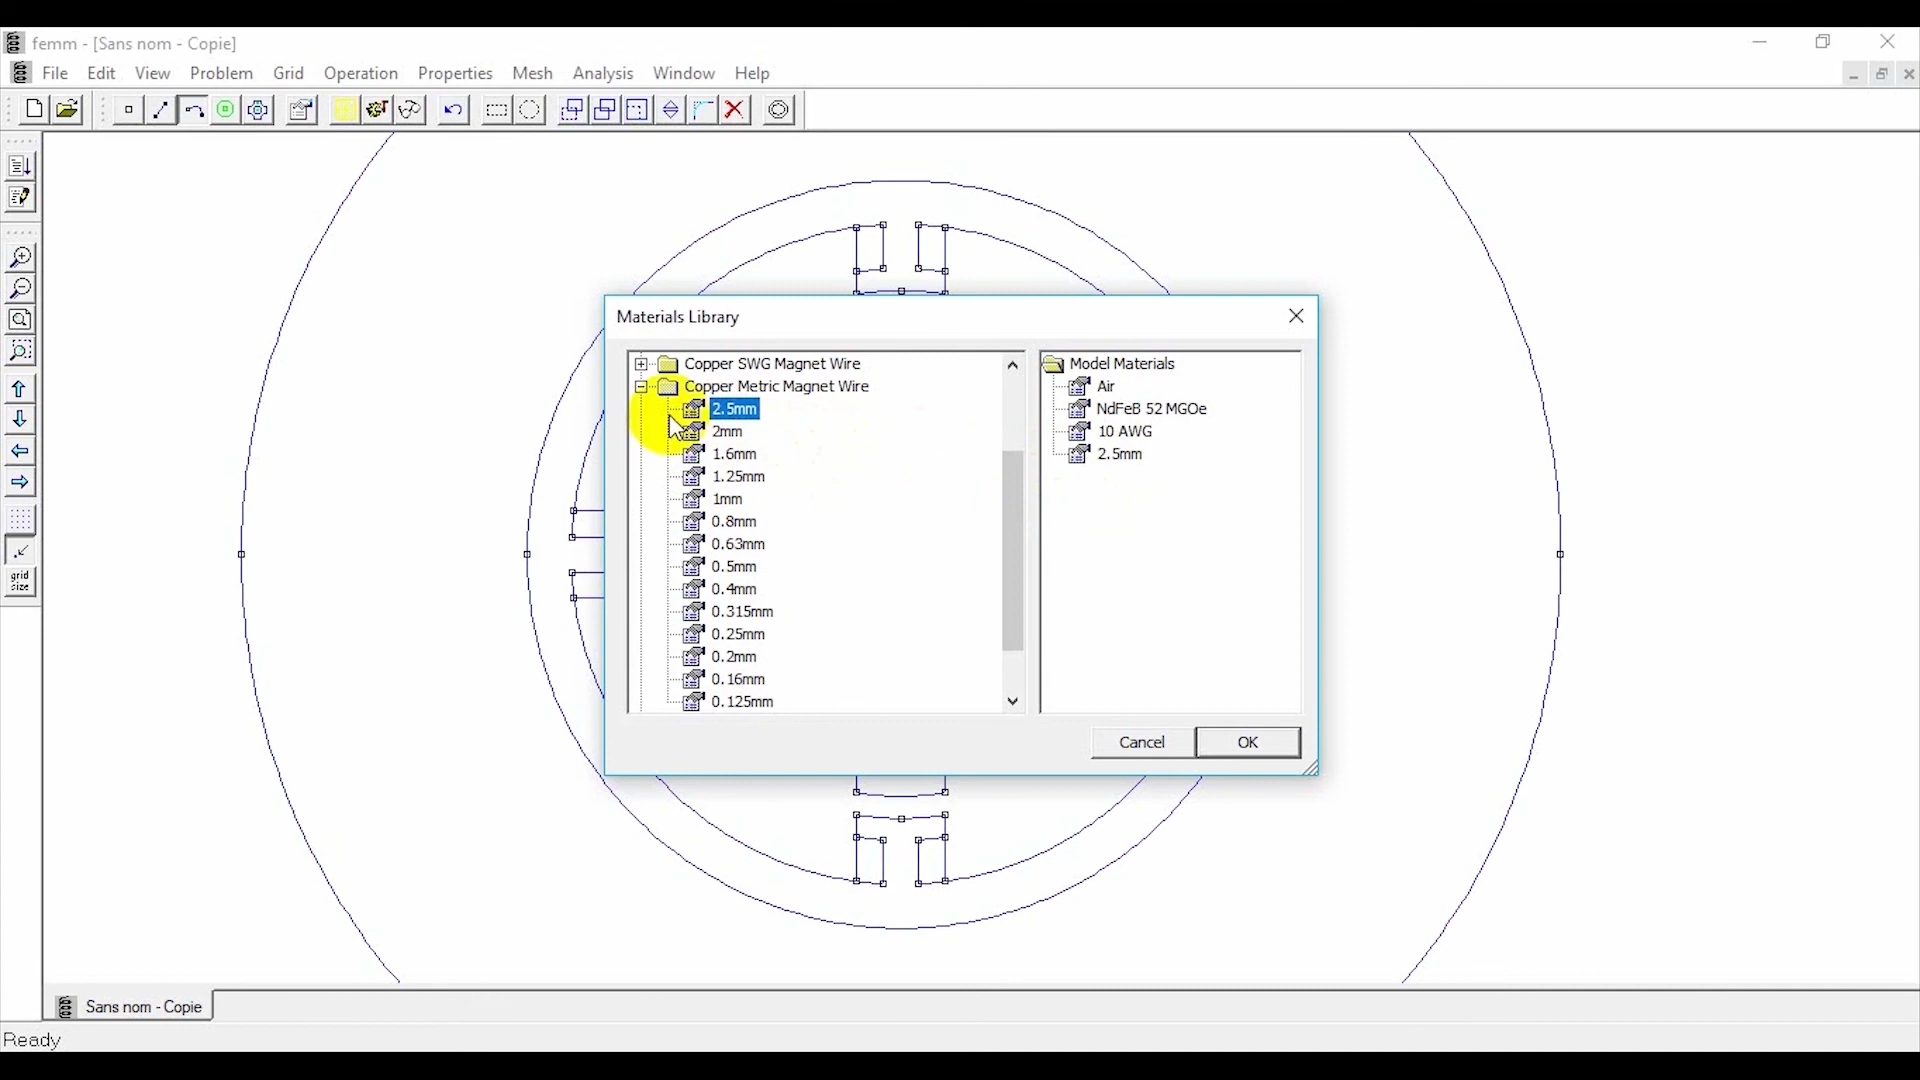 femm - [Sans nom - Copie]
File Edit View Problem Grid Operation Properties Mesh Analysis Window Help
Materials Library
Copper SWG Magnet Wire
Copper Metric Magnet Wire
2.5mm
2mm
1.6mm
1.25mm
1mm
0.8mm
0.63mm
0.5mm
0.4mm
0.315mm
0.25mm
0.2mm
0.16mm
0.125mm
Model Materials
Air
NdFeB 52 MGOe
10 AWG
2.5mm
Cancel OK
grid
size
Sans nom - Copie
Ready